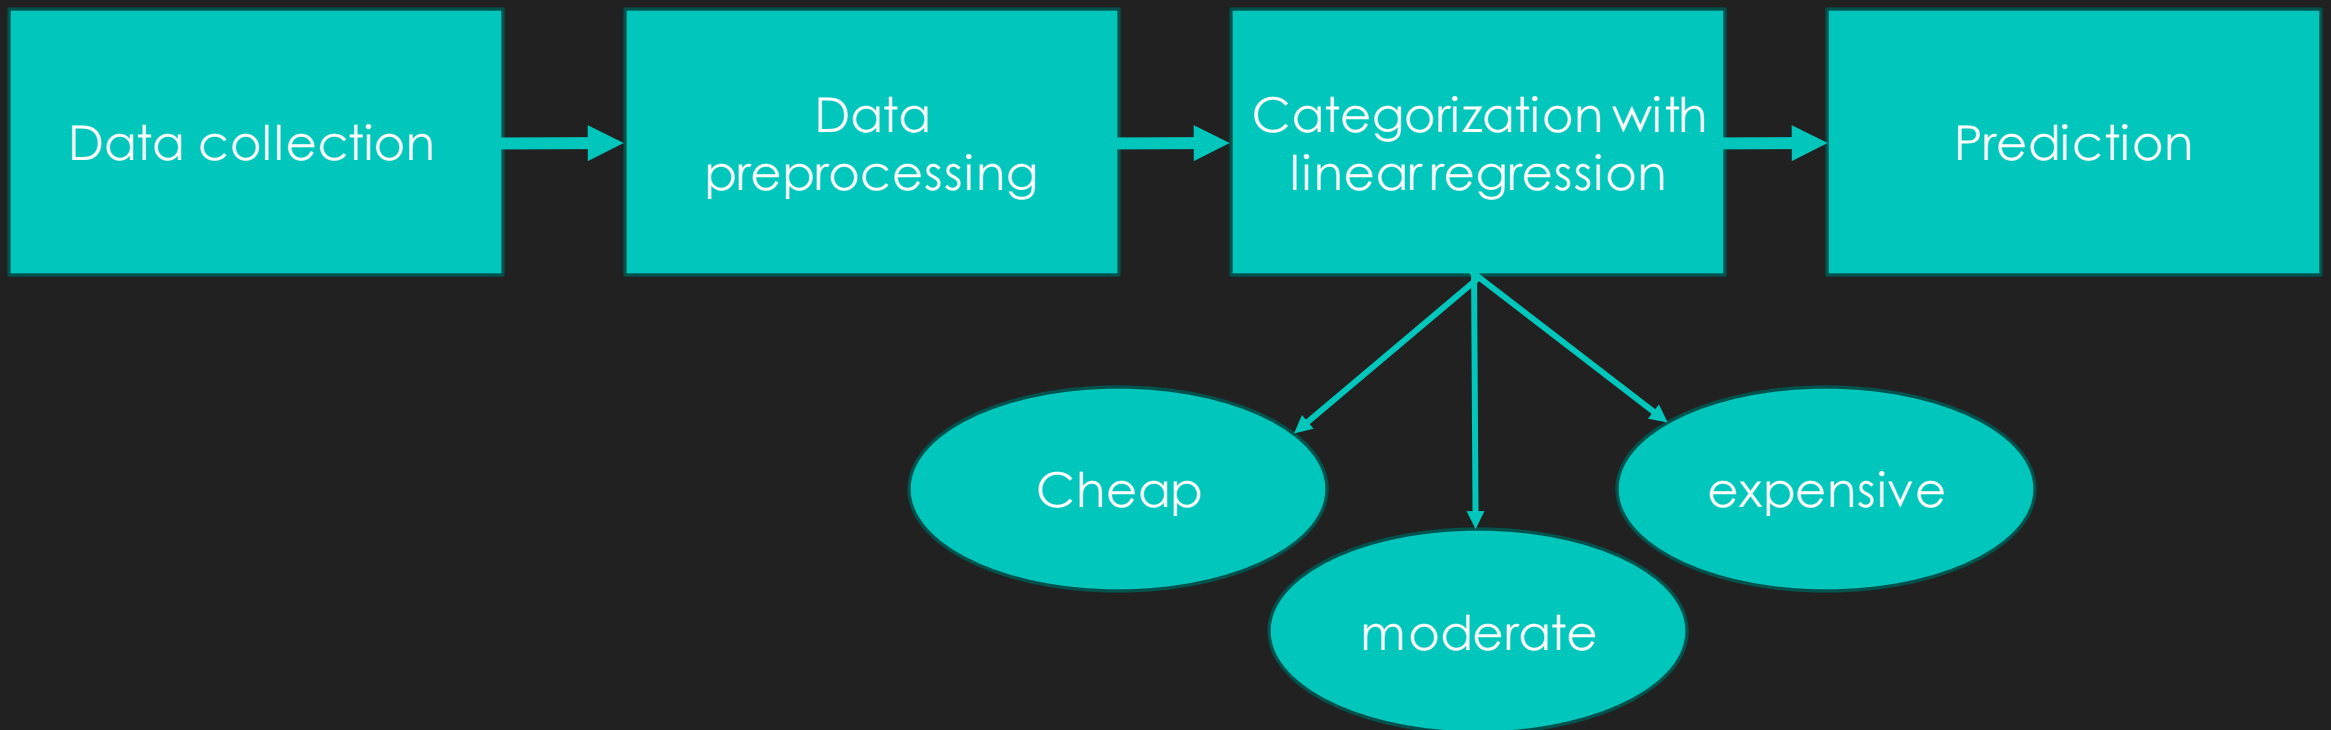 Data collection
Data
preprocessing
Categorization with
linear regression
Prediction
Cheap
expensive
moderate